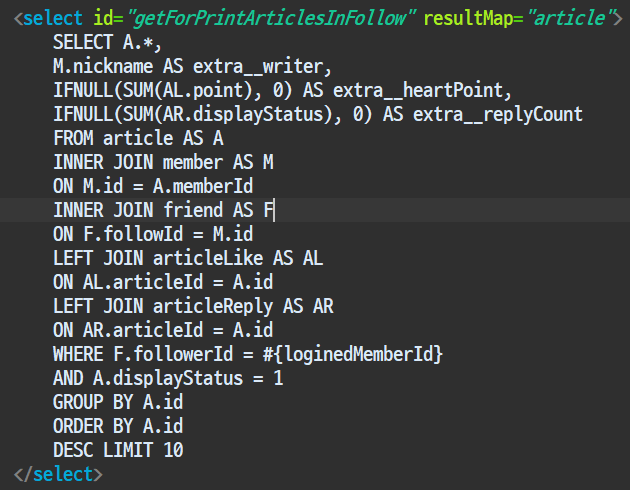 <select id="getForPrintArticlesInFollow" resultMap="article">
SELECT A.*,
M.nickname AS extra__writer,
IFNULL(SUM(AL.point), 0) AS extra__heartPoint,
IFNULL(SUM(AR.displayStatus), 0) AS extra__replyCount
FROM article AS A
INNER JOIN member AS M
ON M.id = A.memberId
INNER JOIN friend AS F
ON F.followId = M.id
LEFT JOIN articleLike AS AL
ON AL.articleId = A.id
LEFT JOIN articleReply AS AR
ON AR.articleId = A.id
WHERE F.followerId = #{loginedMemberId}
AND A.displayStatus = 1
GROUP BY A.id
ORDER BY A.id
DESC LIMIT 10
</select>